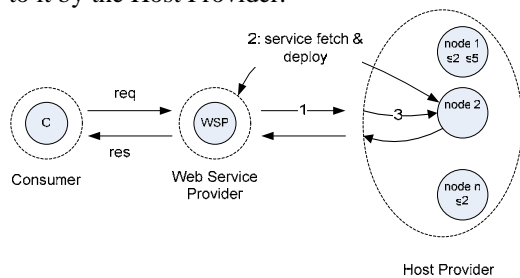 to it by the Host Provider.
2: service fetch &
deploy
node 1
s2 s5
req
1
3
node 2
C
WSP
res
Consumer
Web Service
Provider
node n
s2
Host Provider